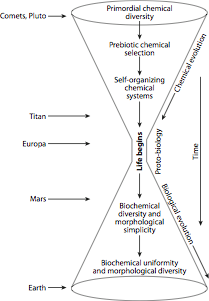 Comets, Pluto
Primordial chemical
diversity
Prebiotic chemical
selection
Self-organizing
chemical
systems
Chemical evolution
Titan
Europa
Life begins
Proto-biology
Time
Mars
Biochemical
diversity and
morphological
simplicity
Biological evolution
Biochemical uniformity
and morphological diversity
Earth